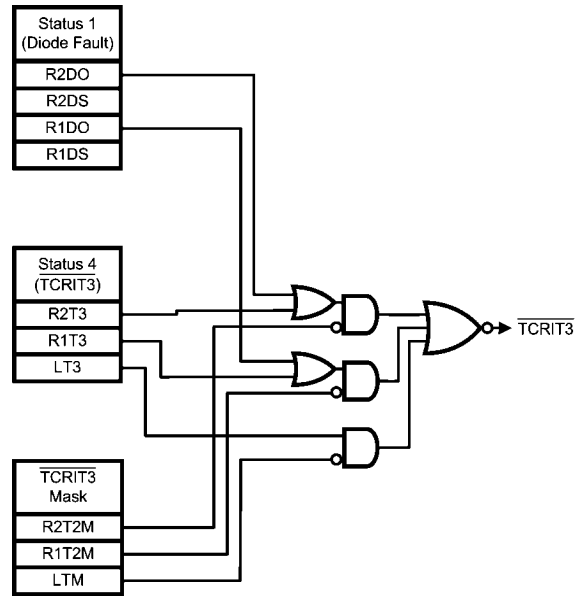 Status 1
(Diode Fault)
R2DO
R2DS
R1DO
R1DS
Status 4
(TCRIT3)
R2T3
R1T3
LT3
TCRIT3
TCRIT3
Mask
R2T2M
R1T2M
LTM